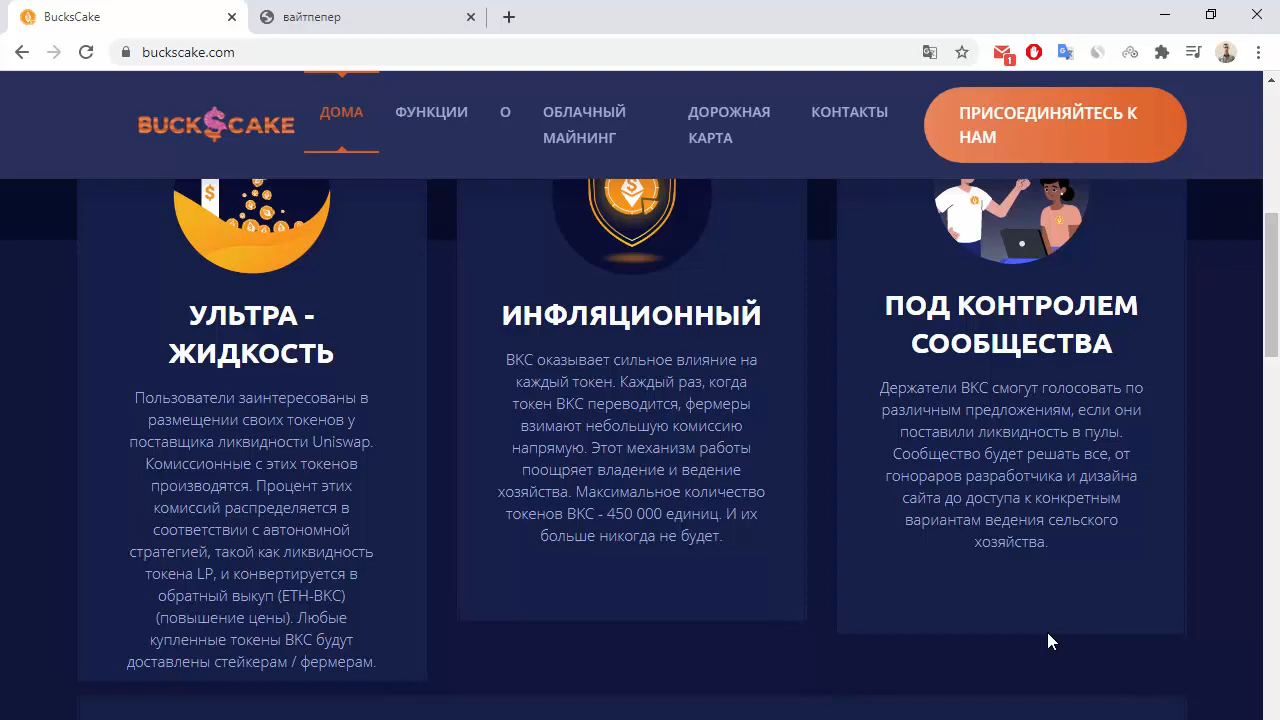 BucksCake
вайтпепер
buckscake.com
1
BUCK$CAKE
ДОМА
ФУНКЦИИ
О
ОБЛАЧНЫЙ
МАЙНИНГ
ДОРОЖНАЯ
КАРТА
КОНТАКТЫ
ПРИСОЕДИНЯЙТЕСЬ К
НАМ
УЛЬТРА -
ЖИДКОСТЬ
Пользователи заинтересованы в
размещении своих токенов у
поставщика ликвидности Uniswap.
Комиссионные с этих токенов
производятся. Процент этих
комиссий распределяется в
соответствии с автономной
стратегией, такой как ликвидность
токена LP, и конвертируется в
обратный выкуп (ETH-BKC)
(повышение цены). Любые
купленные токены BKC будут
доставлены стейкерам / фермерам.
ИНФЛЯЦИОННЫЙ
BKC оказывает сильное влияние на
каждый токен. Каждый раз, когда
токен BKC переводится, фермеры
взимают небольшую комиссию
напрямую. Этот механизм работы
поощряет владение и ведение
хозяйства. Максимальное количество
токенов BKC - 450 000 единиц. И их
больше никогда не будет.
ПОД КОНТРОЛЕМ
СООБЩЕСТВА
Держатели BKC смогут голосовать по
различным предложениям, если они
поставили ликвидность в пулы.
Сообщество будет решать все, от
гонораров разработчика и дизайна
сайта до доступа к конкретным
вариантам ведения сельского
хозяйства.